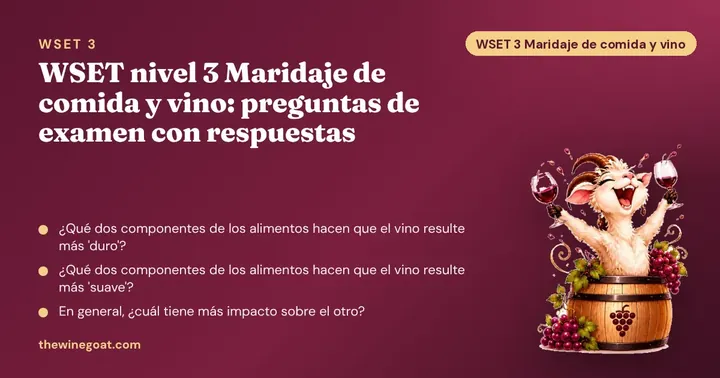 WSET 3
WSET 3 Maridaje de comida y vino
WSET nivel 3 Maridaje de
comida y vino: preguntas de
examen con respuestas
¿Qué dos componentes de los alimentos hacen que el vino resulte
más 'duro'?
¿Qué dos componentes de los alimentos hacen que el vino resulte
más 'suave'?
En general, ¿cuál tiene más impacto sobre el otro?
thewinegoat.com